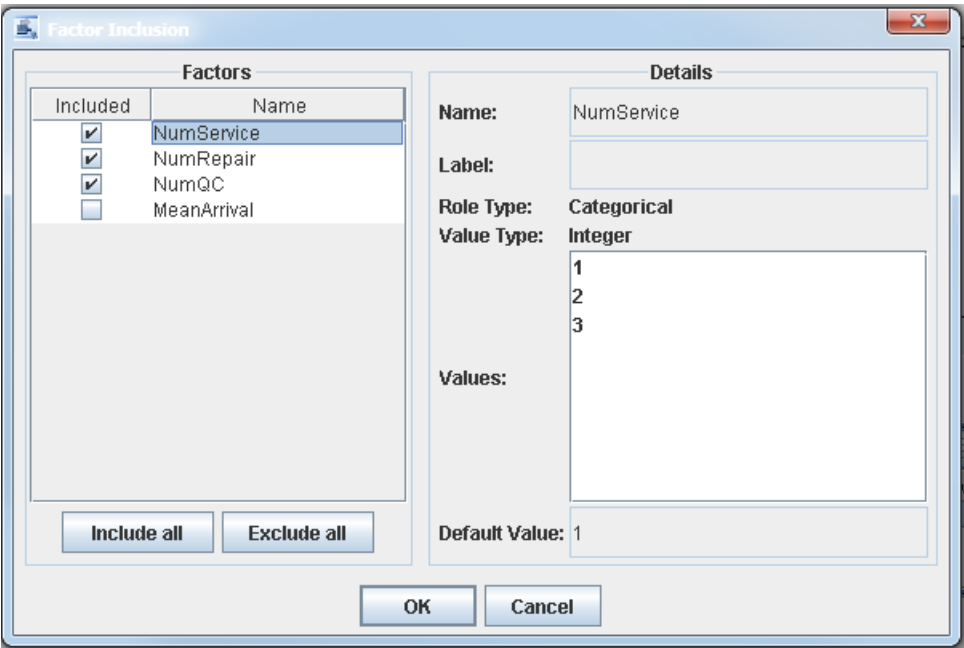 Factor Inclusion
Factors
Included Name
NumService
NumRepair
NumQC
MeanArrival
Include all Exclude all
Details
Name: NumService
Label:
Role Type: Categorical
Value Type: Integer
Values:
1
2
3
Default Value: 1
OK Cancel